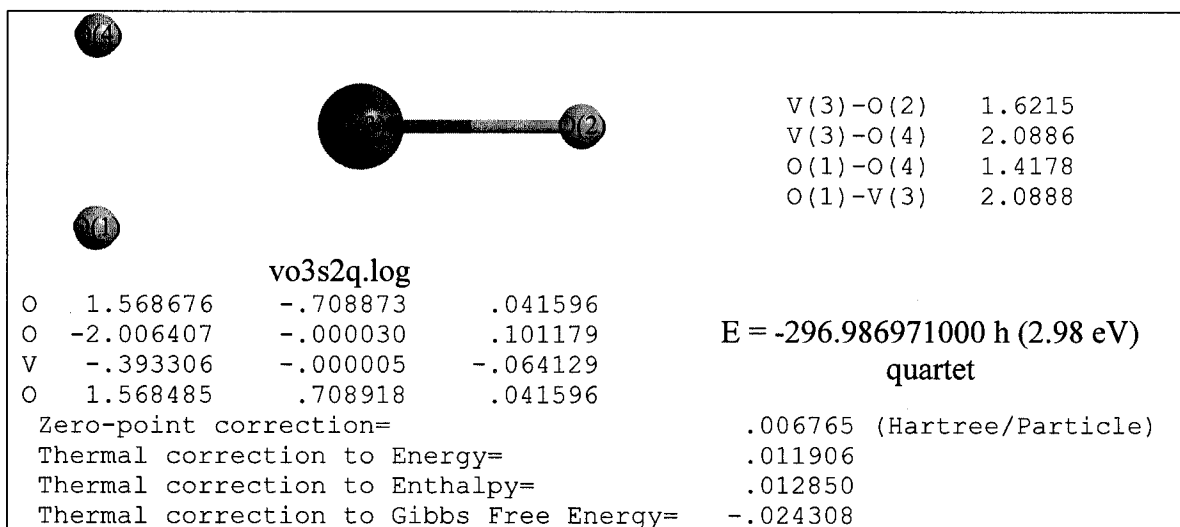 O(4
V(3)-O(2) 1.6215
V(3)-O(4) 2.0886
O(2
O(1)-O(4) 1.4178
O(1)-V(3) 2.0888
vo3s2q.log
O 1.568676 -.708873 .041596
O -2.006407 -.000030 .101179
V -.393306 -.000005 -.064129
O 1.568485 .708918 .041596
E = -296.986971000 h (2.98 eV)
quartet
Zero-point correction= .006765 (Hartree/Particle)
Thermal correction to Energy= .011906
Thermal correction to Enthalpy= .012850
Thermal correction to Gibbs Free Energy= -.024308